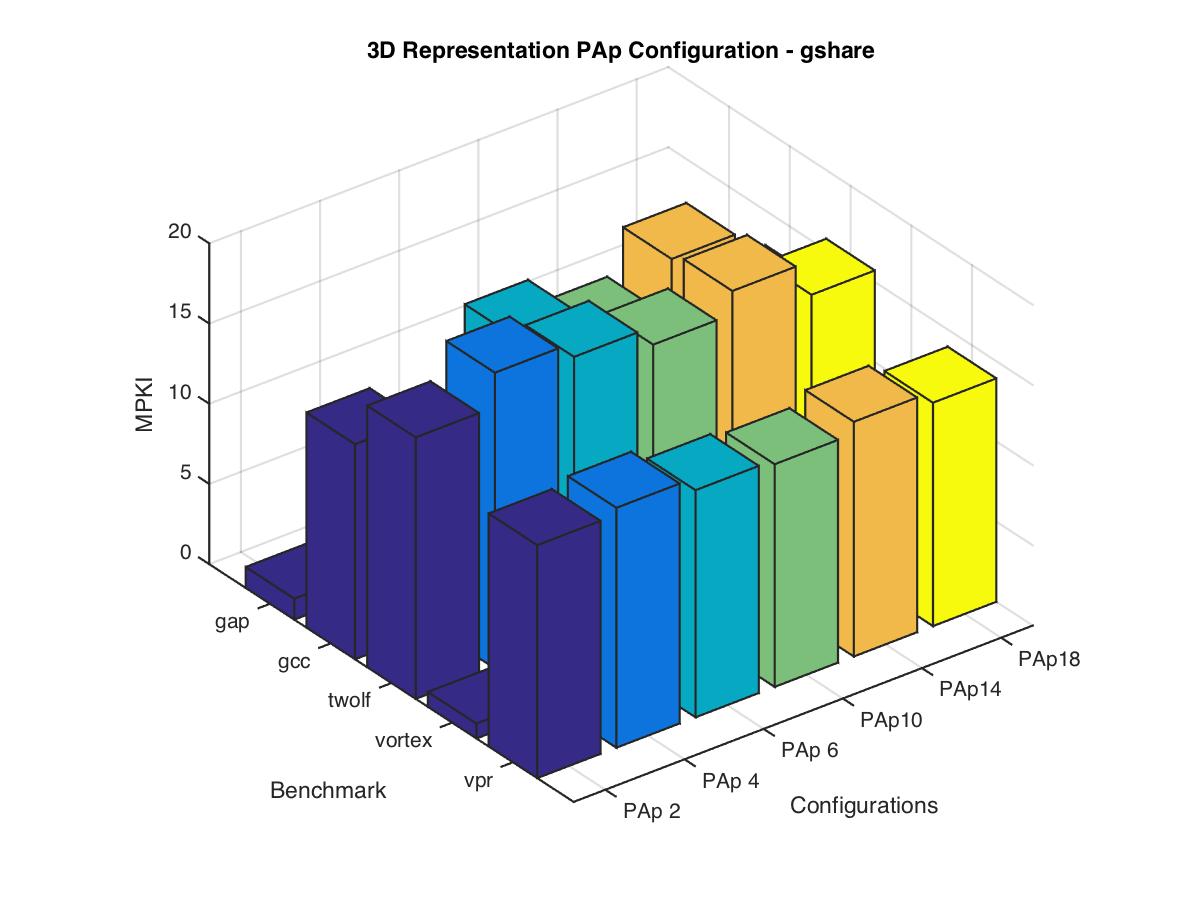 3D Representation PAp Configuration - gshare
20
15
10
5
0
MPKI
gap
gcc
twolf
vortex
vpr
Benchmark
PAp 2
PAp 4
PAp 6
PAp10
PAp14
PAp18
Configurations